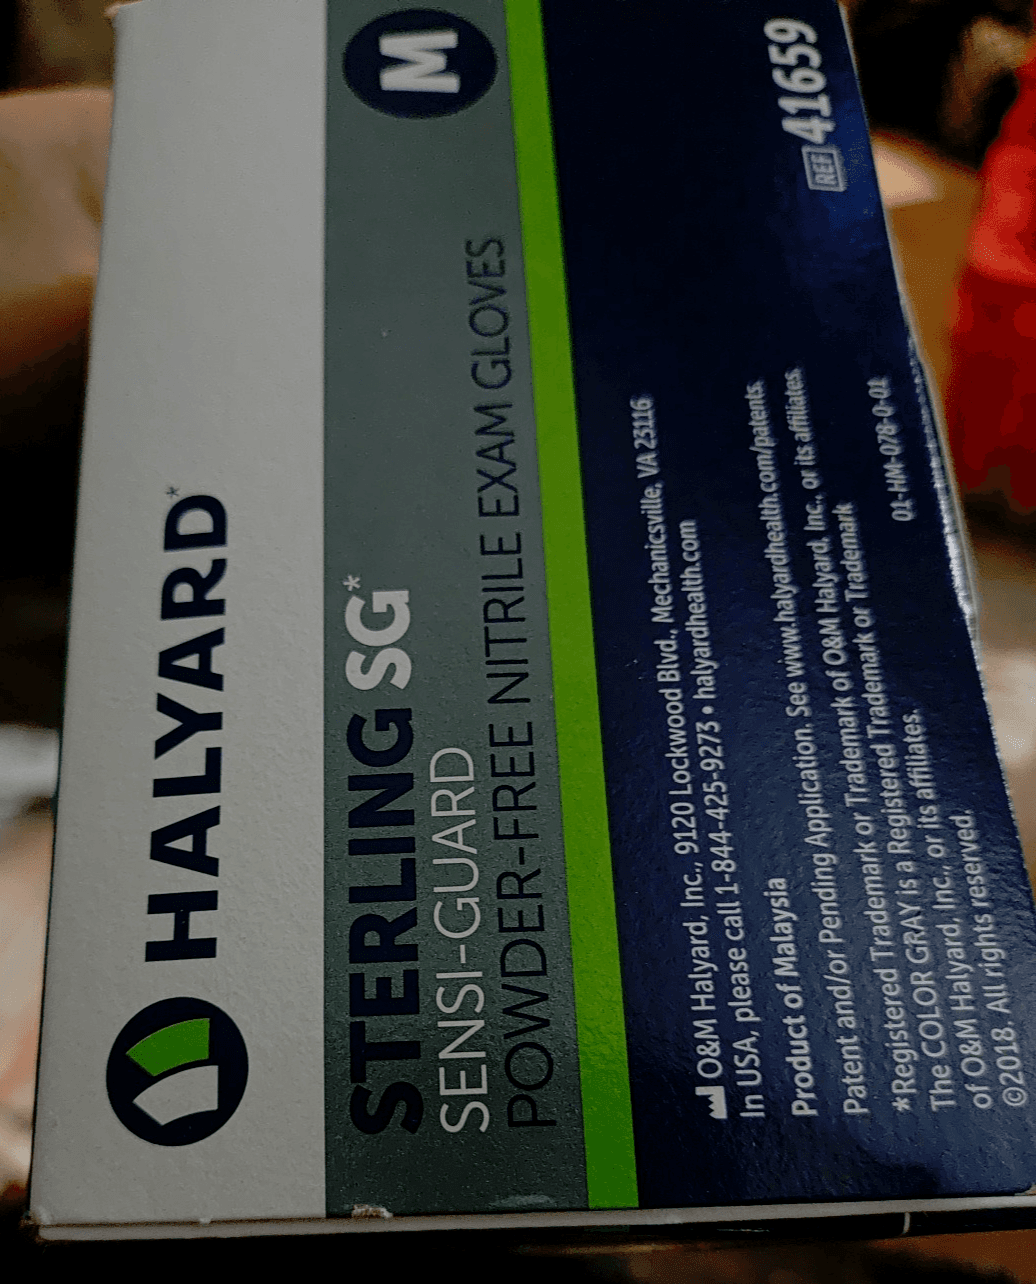 HALYARD*
STERLING SG*
SENSI-GUARD
POWDER-FREE NITRILE EXAM GLOVES
M
O&M Halyard, Inc., 9120 Lockwood Blvd., Mechanicsville, VA 23116
In USA, please call 1-844-425-9273 • halyardhealth.com
Product of Malaysia
Patent and/or Pending Application. See www.halyardhealth.com/patents.
*Registered Trademark or Trademark of O&M Halyard, Inc., or its affiliates.
The COLOR GRAY is a Registered Trademark or Trademark
of O&M Halyard, Inc., or its affiliates.
©2018. All rights reserved.
01-HM-078-0-01
REF 41659